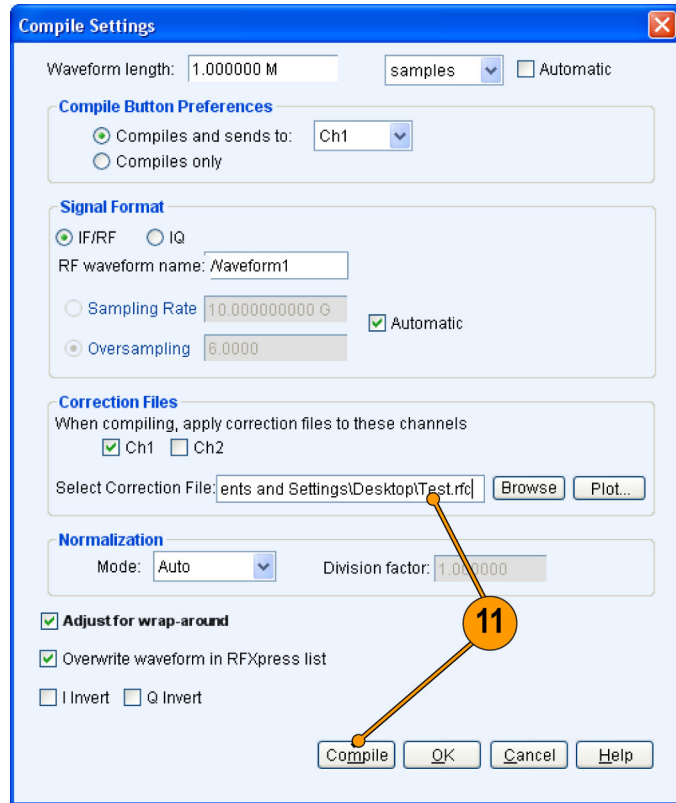 Compile Settings
Waveform length: 1.000000 M samples Automatic
Compile Button Preferences
Compiles and sends to: Ch1
Compiles only
Signal Format
IF/RF IQ
RF waveform name: Waveform1
Sampling Rate 10.000000000 G
Automatic
Oversampling 6.0000
Correction Files
When compiling, apply correction files to these channels
Ch1 Ch2
Select Correction File: ents and Settings\Desktop\Test.rfc Browse Plot...
Normalization
Mode: Auto Division factor: 1.000000
Adjust for wrap-around
11
Overwrite waveform in RFXpress list
I Invert Q Invert
Compile OK Cancel Help